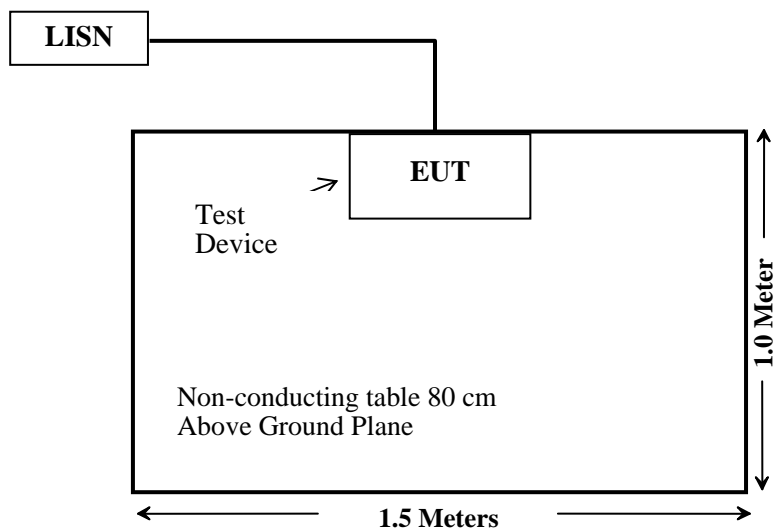 LISN
EUT
Test
Device
1.0 Meter
Non-conducting table 80 cm
Above Ground Plane
1.5 Meters